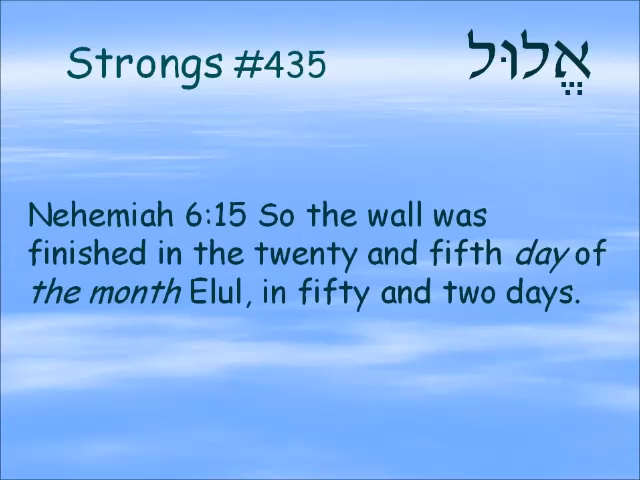 Strongs #435 אֱלוּל
Nehemiah 6:15 So the wall was
finished in the twenty and fifth day of
the month Elul, in fifty and two days.